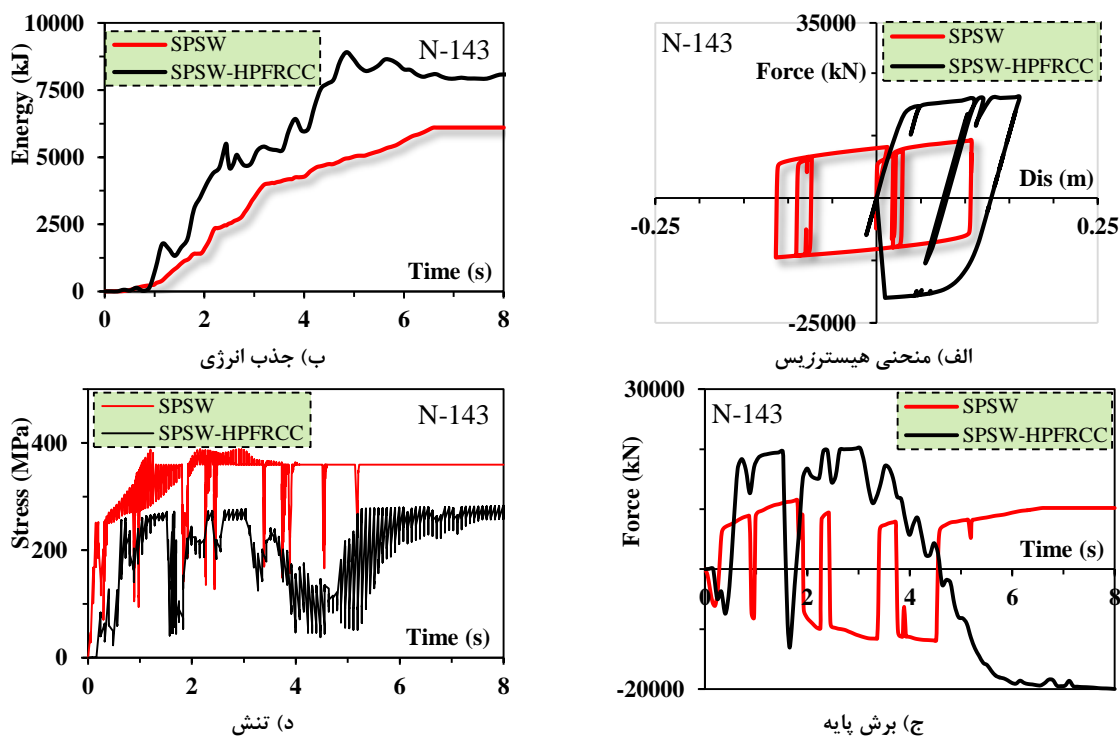 10000
7500
5000
2500
0
Energy (kJ)
SPSW
SPSW-HPFRCC
N-143
Time (s)
0 2 4 6 8
ب) جذب انرژی
35000
Force (kN)
N-143
SPSW
SPSW-HPFRCC
Dis (m)
-0.25 0.25
-25000
الف) منحنی هیسترزیس
400
200
0
Stress (MPa)
SPSW
SPSW-HPFRCC
N-143
Time (s)
0 2 4 6 8
د) تنش
30000
0
-20000
Force (kN)
N-143
SPSW
SPSW-HPFRCC
Time (s)
0 2 4 6 8
ج) برش پایه